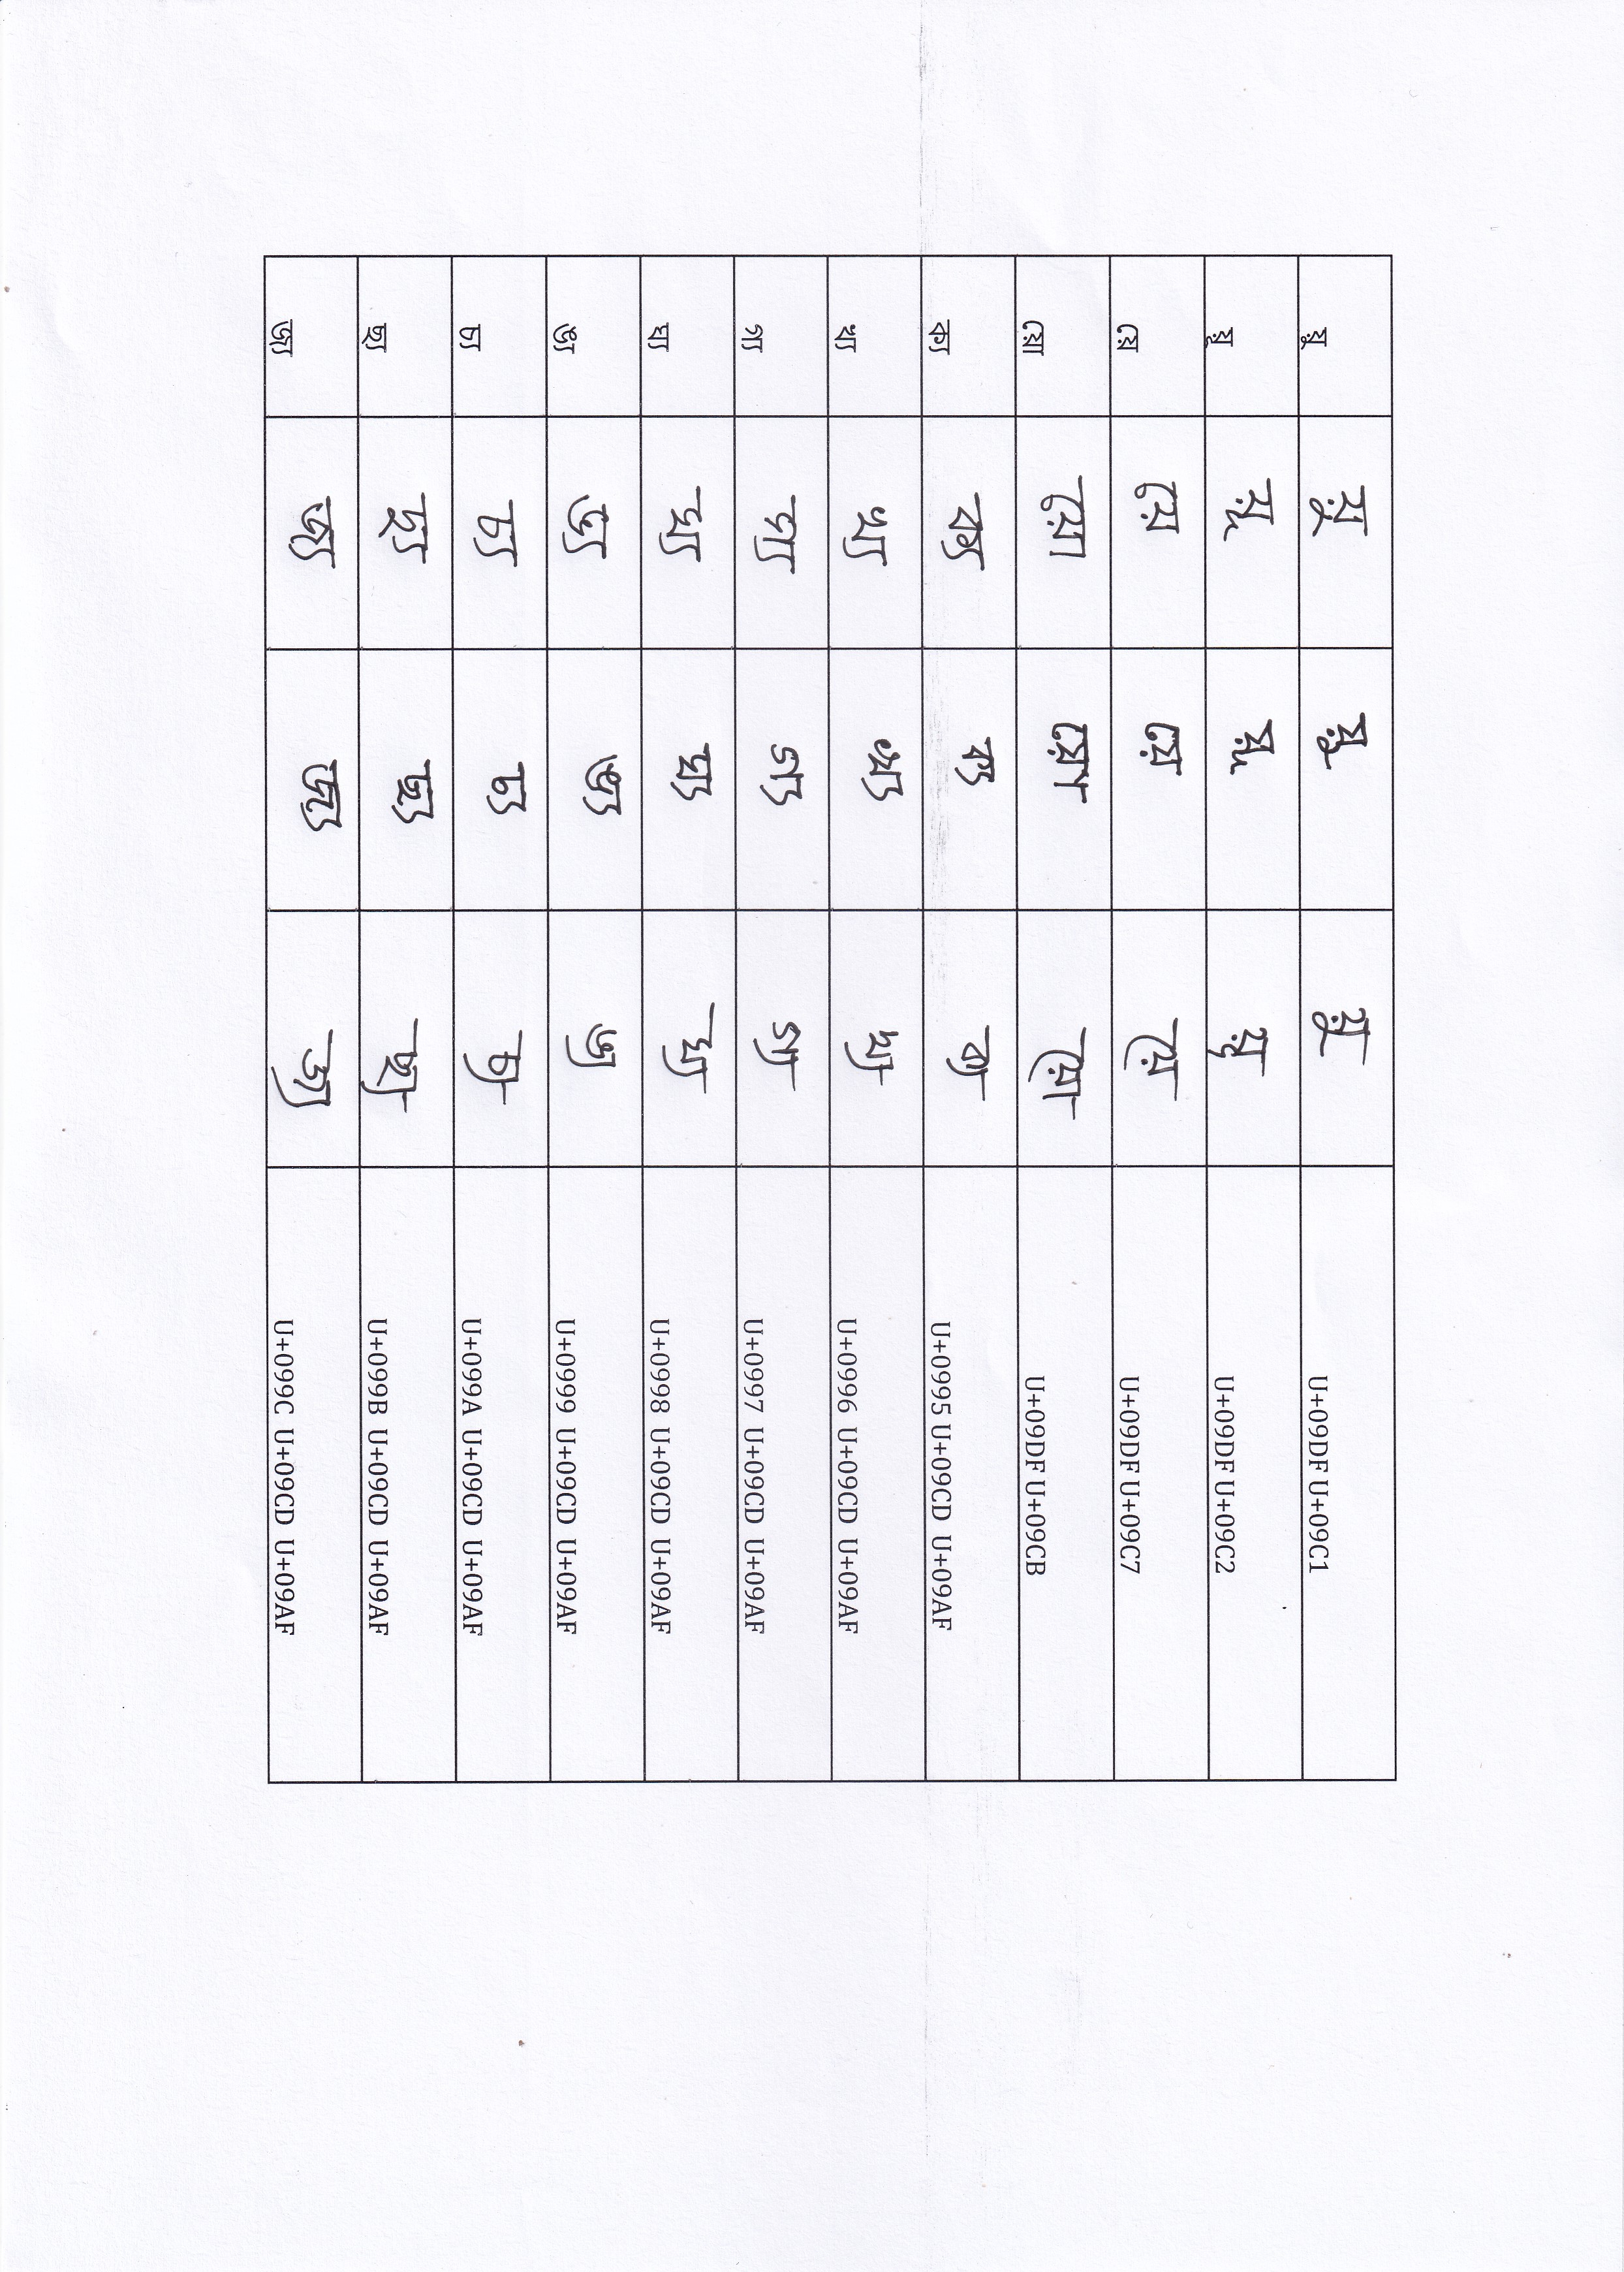 য়ু য়ু য়ু য়ু U+09DF U+09C1
য়ূ য়ূ য়ূ য়ূ U+09DF U+09C2
য়ে য়ে য়ে য়ে U+09DF U+09C7
য়ো য়ো য়ো য়ো U+09DF U+09CB
ক্য ক্য ক্য ক্য U+0995 U+09CD U+09AF
খ্য খ্য খ্য খ্য U+0996 U+09CD U+09AF
গ্য গ্য গ্য গ্য U+0997 U+09CD U+09AF
ঘ্য ঘ্য ঘ্য ঘ্য U+0998 U+09CD U+09AF
ঙ্য ঙ্য ঙ্য ঙ্য U+0999 U+09CD U+09AF
চ্য চ্য চ্য চ্য U+099A U+09CD U+09AF
ছ্য ছ্য ছ্য ছ্য U+099B U+09CD U+09AF
জ্য জ্য জ্য জ্য U+099C U+09CD U+09AF